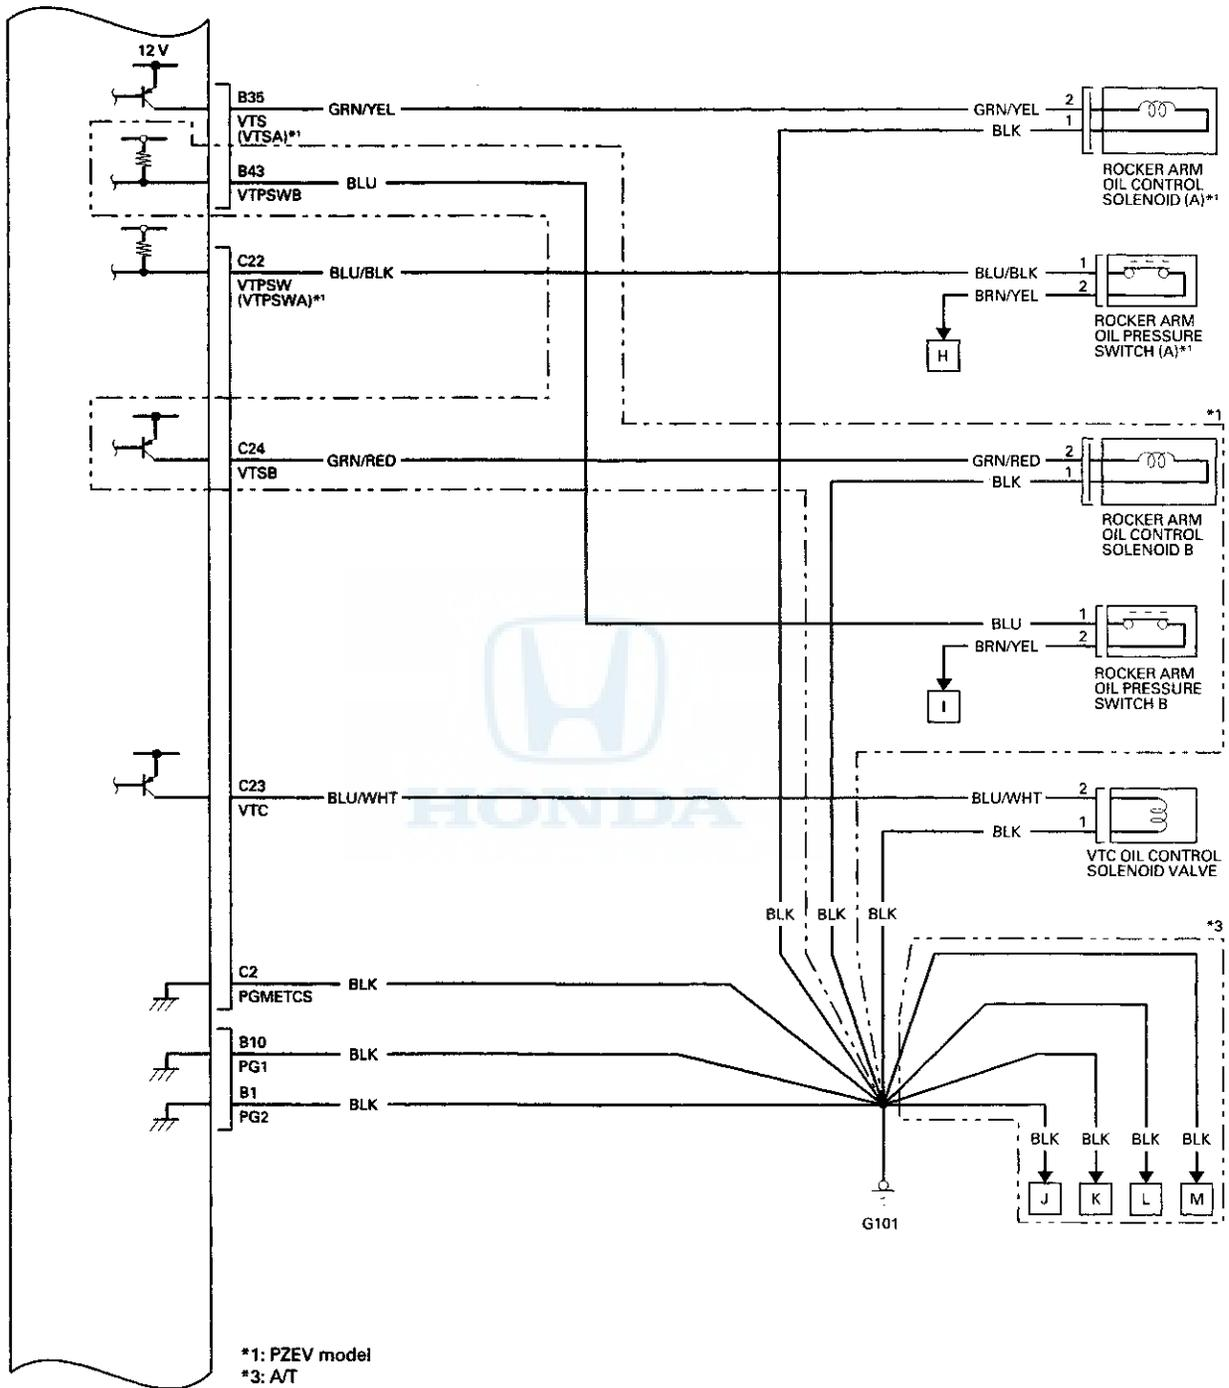 12 V
B35
VTS
(VTSA)*1
GRN/YEL
GRN/YEL
2
BLK
1
ROCKER ARM
OIL CONTROL
SOLENOID (A)*1
B43
VTPSWB
BLU
C22
VTPSW
(VTPSWA)*1
BLU/BLK
BLU/BLK
1
BRN/YEL
2
H
ROCKER ARM
OIL PRESSURE
SWITCH (A)*1
*1
C24
VTSB
GRN/RED
GRN/RED
2
BLK
1
ROCKER ARM
OIL CONTROL
SOLENOID B
BLU
1
BRN/YEL
2
I
ROCKER ARM
OIL PRESSURE
SWITCH B
HONDA
C23
VTC
BLU/WHT
BLU/WHT
2
BLK
1
VTC OIL CONTROL
SOLENOID VALVE
BLK
BLK
BLK
*3
C2
PGMETCS
BLK
B10
PG1
BLK
B1
PG2
BLK
BLK
BLK
BLK
BLK
J
K
L
M
G101
*1: PZEV model
*3: A/T